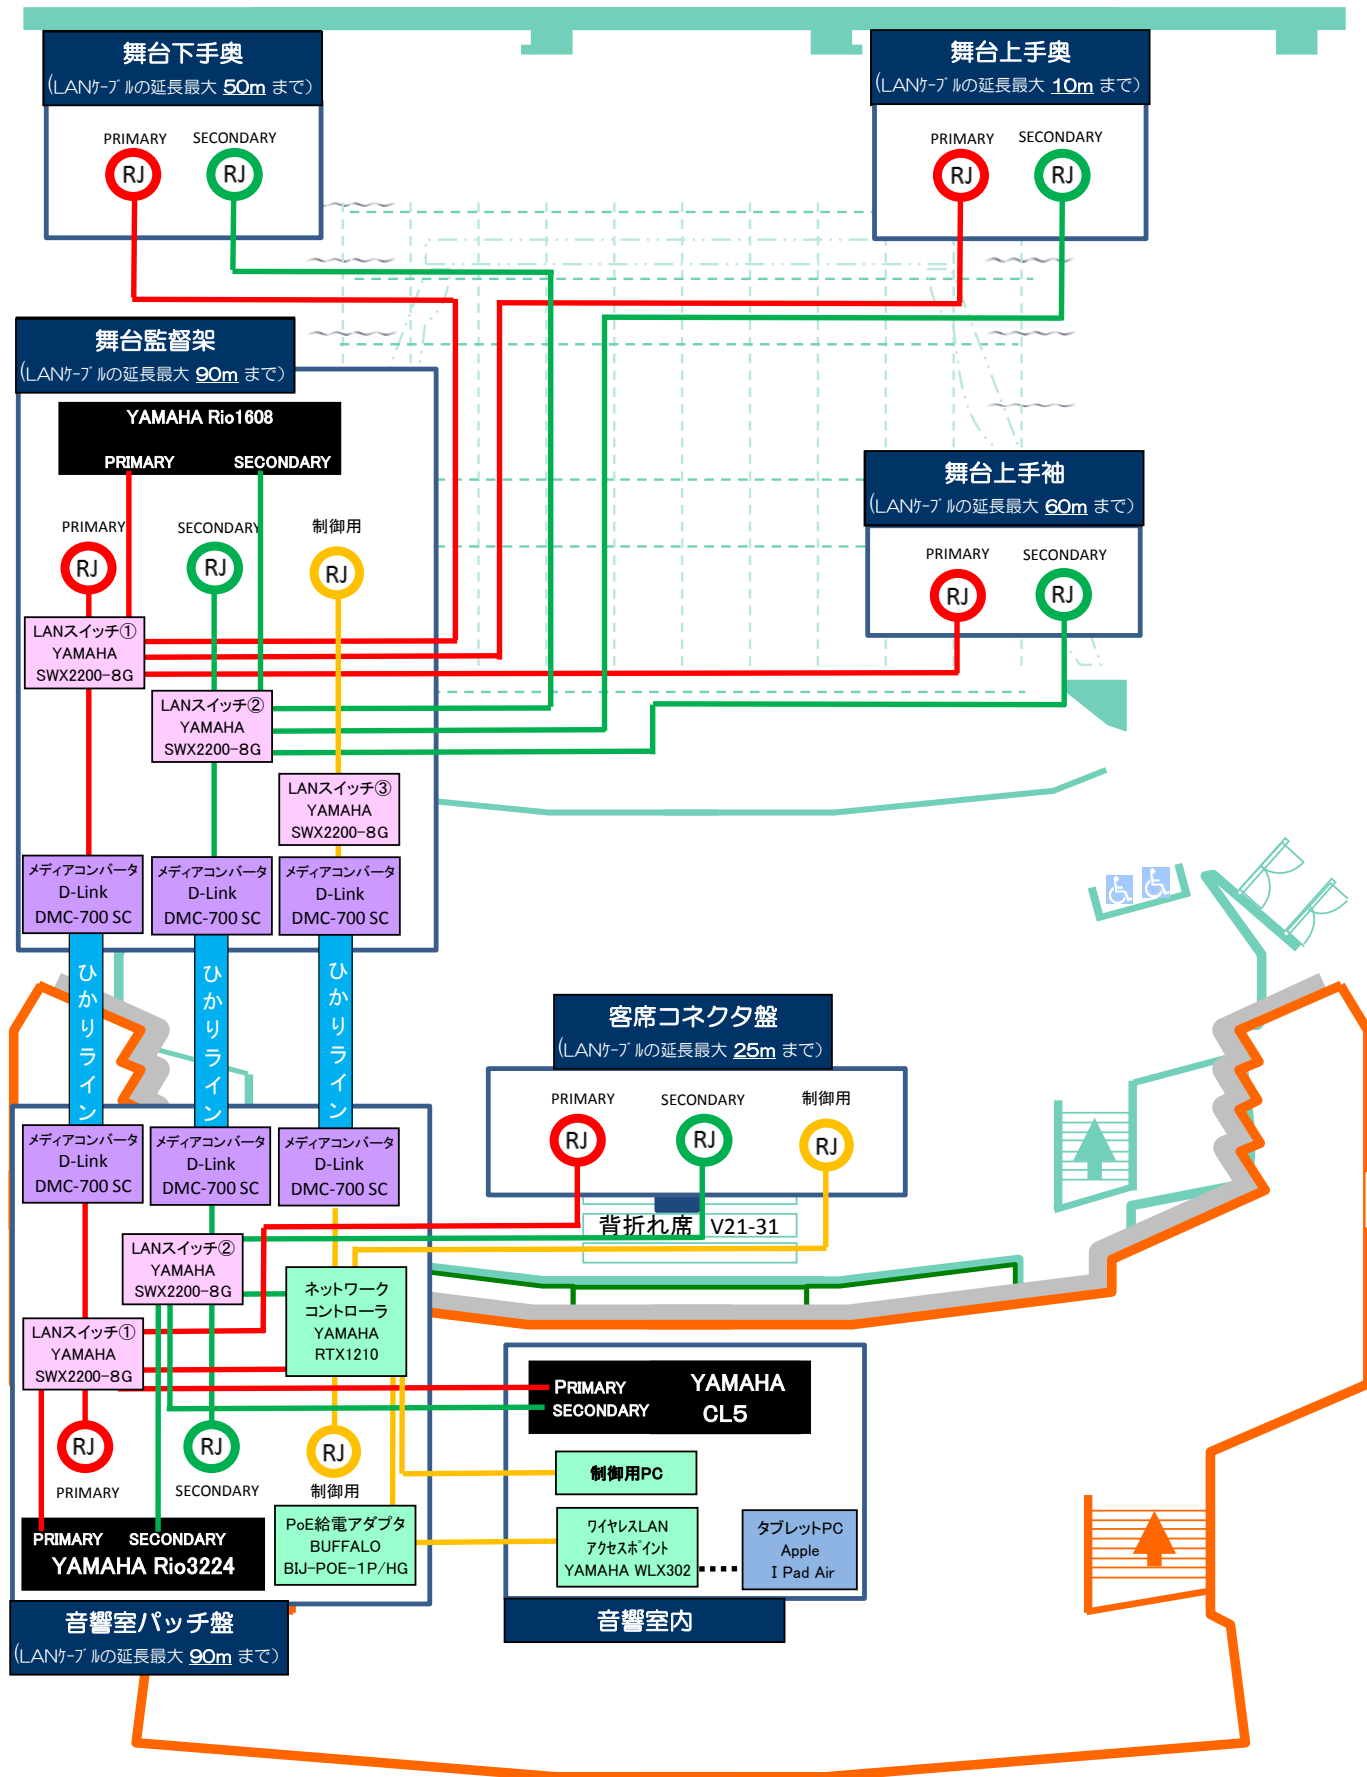 舞台下手奥
(LANｹｰﾌﾞﾙの延長最大 50m まで)
PRIMARY
SECONDARY
RJ
RJ
舞台上手奥
(LANｹｰﾌﾞﾙの延長最大 10m まで)
PRIMARY
SECONDARY
RJ
RJ
舞台監督架
(LANｹｰﾌﾞﾙの延長最大 90m まで)
YAMAHA Rio1608
PRIMARY
SECONDARY
PRIMARY
SECONDARY
制御用
RJ
RJ
RJ
LANスイッチ①
YAMAHA
SWX2200-8G
LANスイッチ②
YAMAHA
SWX2200-8G
LANスイッチ③
YAMAHA
SWX2200-8G
メディアコンバータ
D-Link
DMC-700 SC
メディアコンバータ
D-Link
DMC-700 SC
メディアコンバータ
D-Link
DMC-700 SC
舞台上手袖
(LANｹｰﾌﾞﾙの延長最大 60m まで)
PRIMARY
SECONDARY
RJ
RJ
ひかりライン
ひかりライン
ひかりライン
客席コネクタ盤
(LANｹｰﾌﾞﾙの延長最大 25m まで)
PRIMARY
SECONDARY
制御用
RJ
RJ
RJ
背折れ席 V21-31
メディアコンバータ
D-Link
DMC-700 SC
メディアコンバータ
D-Link
DMC-700 SC
メディアコンバータ
D-Link
DMC-700 SC
LANスイッチ②
YAMAHA
SWX2200-8G
LANスイッチ①
YAMAHA
SWX2200-8G
ネットワーク
コントローラ
YAMAHA
RTX1210
RJ
RJ
RJ
PRIMARY
SECONDARY
制御用
PRIMARY
SECONDARY
YAMAHA Rio3224
PoE給電アダプタ
BUFFALO
BIJ-POE-1P/HG
音響室パッチ盤
(LANｹｰﾌﾞﾙの延長最大 90m まで)
PRIMARY
SECONDARY
YAMAHA
CL5
制御用PC
ワイヤレスLAN
アクセスﾎﾟイント
YAMAHA WLX302
タブレットPC
Apple
I Pad Air
音響室内